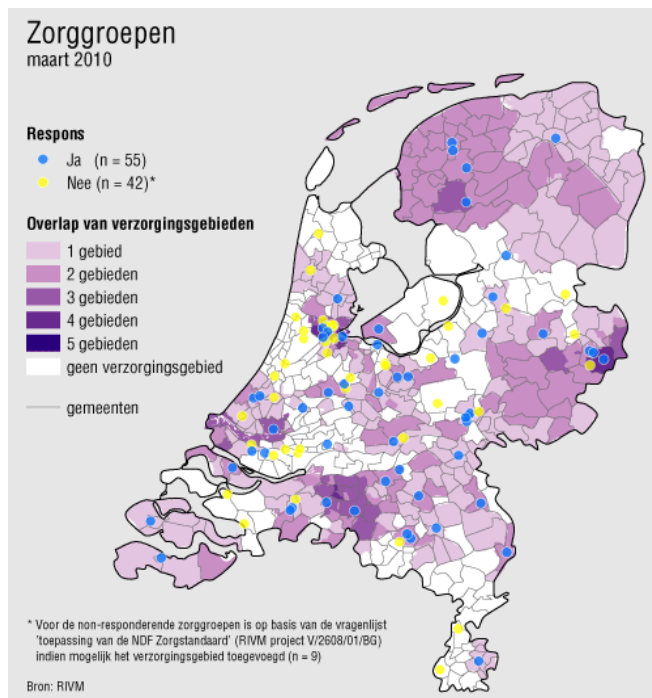 Zorggroepen
maart 2010
Respons
Ja (n = 55)
Nee (n = 42)*
Overlap van verzorgingsgebieden
1 gebied
2 gebieden
3 gebieden
4 gebieden
5 gebieden
geen verzorgingsgebied
gemeenten
* Voor de non-responderende zorggroepen is op basis van de vragenlijst
'toepassing van de NDF Zorgstandaard' (RIVM project V/2608/01/BG)
indien mogelijk het verzorgingsgebied toegevoegd (n = 9)
Bron: RIVM